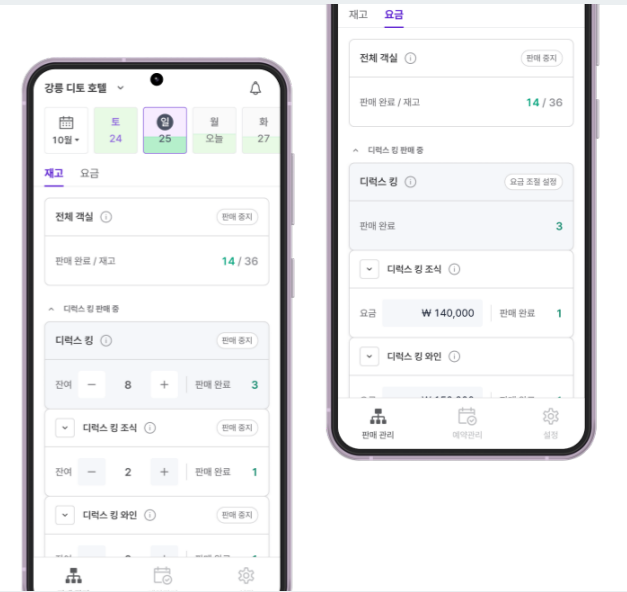 강릉 디토 호텔
10월
토
24
일
25
월
오늘
화
27
재고 요금
전체 객실 판매 중지
판매 완료 / 재고 14 / 36
디럭스 킹 판매 중
디럭스 킹 판매 중지
잔여 − 8 + 판매 완료 3
디럭스 킹 조식 판매 중지
잔여 − 2 + 판매 완료 1
디럭스 킹 와인 판매 중지
재고 요금
전체 객실 판매 중지
판매 완료 / 재고 14 / 36
디럭스 킹 판매 중
디럭스 킹 요금 조절 설정
판매 완료 3
디럭스 킹 조식
요금 ₩ 140,000 판매 완료 1
디럭스 킹 와인
판매 관리 예약관리 설정